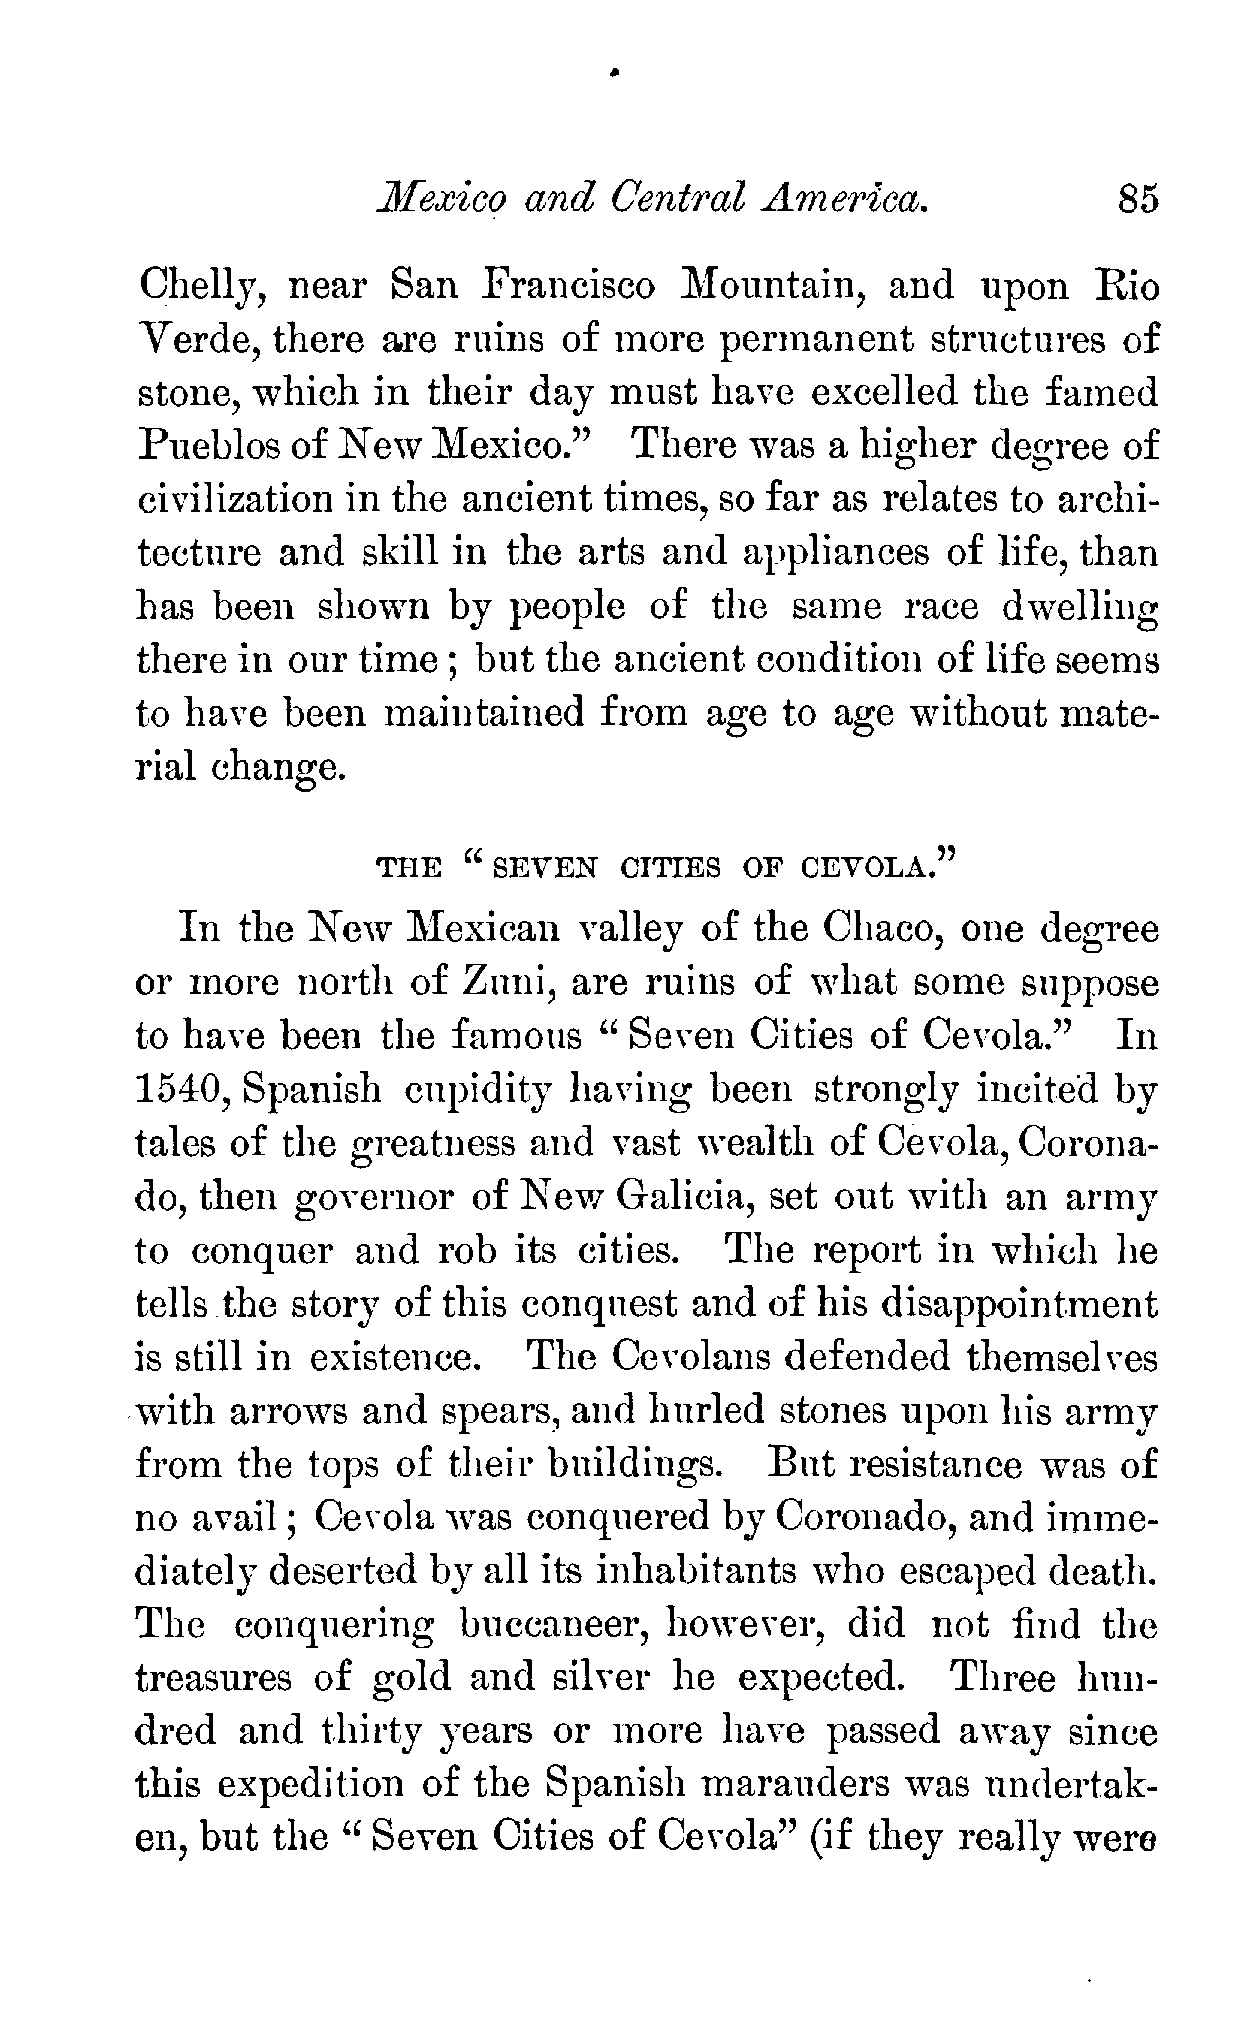 Mexico and Central America. 85
Chelly, near San Francisco Mountain, and upon Rio
Verde, there are ruins of more permanent structures of
stone, which in their day must have excelled the famed
Pueblos of New Mexico.” There was a higher degree of
civilization in the ancient times, so far as relates to archi-
tecture and skill in the arts and appliances of life, than
has been shown by people of the same race dwelling
there in our time ; but the ancient condition of life seems
to have been maintained from age to age without mate-
rial change.
THE “ SEVEN CITIES OF CEVOLA.”
In the New Mexican valley of the Chaco, one degree
or more north of Zuni, are ruins of what some suppose
to have been the famous “ Seven Cities of Cevola.” In
1540, Spanish cupidity having been strongly incited by
tales of the greatness and vast wealth of Cevola, Corona-
do, then governor of New Galicia, set out with an army
to conquer and rob its cities. The report in which he
tells the story of this conquest and of his disappointment
is still in existence. The Cevolans defended themselves
with arrows and spears, and hurled stones upon his army
from the tops of their buildings. But resistance was of
no avail ; Cevola was conquered by Coronado, and imme-
diately deserted by all its inhabitants who escaped death.
The conquering buccaneer, however, did not find the
treasures of gold and silver he expected. Three hun-
dred and thirty years or more have passed away since
this expedition of the Spanish marauders was undertak-
en, but the “ Seven Cities of Cevola” (if they really were